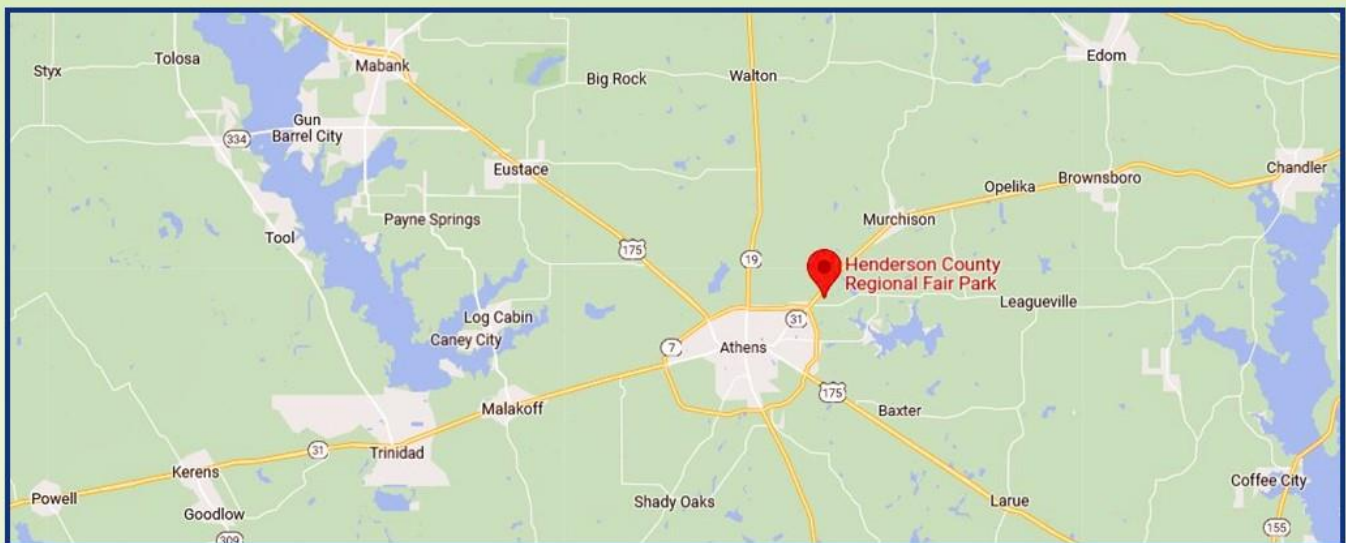 Styx
Tolosa
Mabank
Big Rock
Walton
Edom
334
Gun
Barrel City
Eustace
Chandler
Brownsboro
Opelika
Murchison
Payne Springs
Tool
175
19
Henderson County
Regional Fair Park
Leagueville
Log Cabin
31
Caney City
7
Athens
175
Malakoff
Baxter
31
Trinidad
Kerens
Powell
Goodlow
Shady Oaks
Larue
Coffee City
155
309